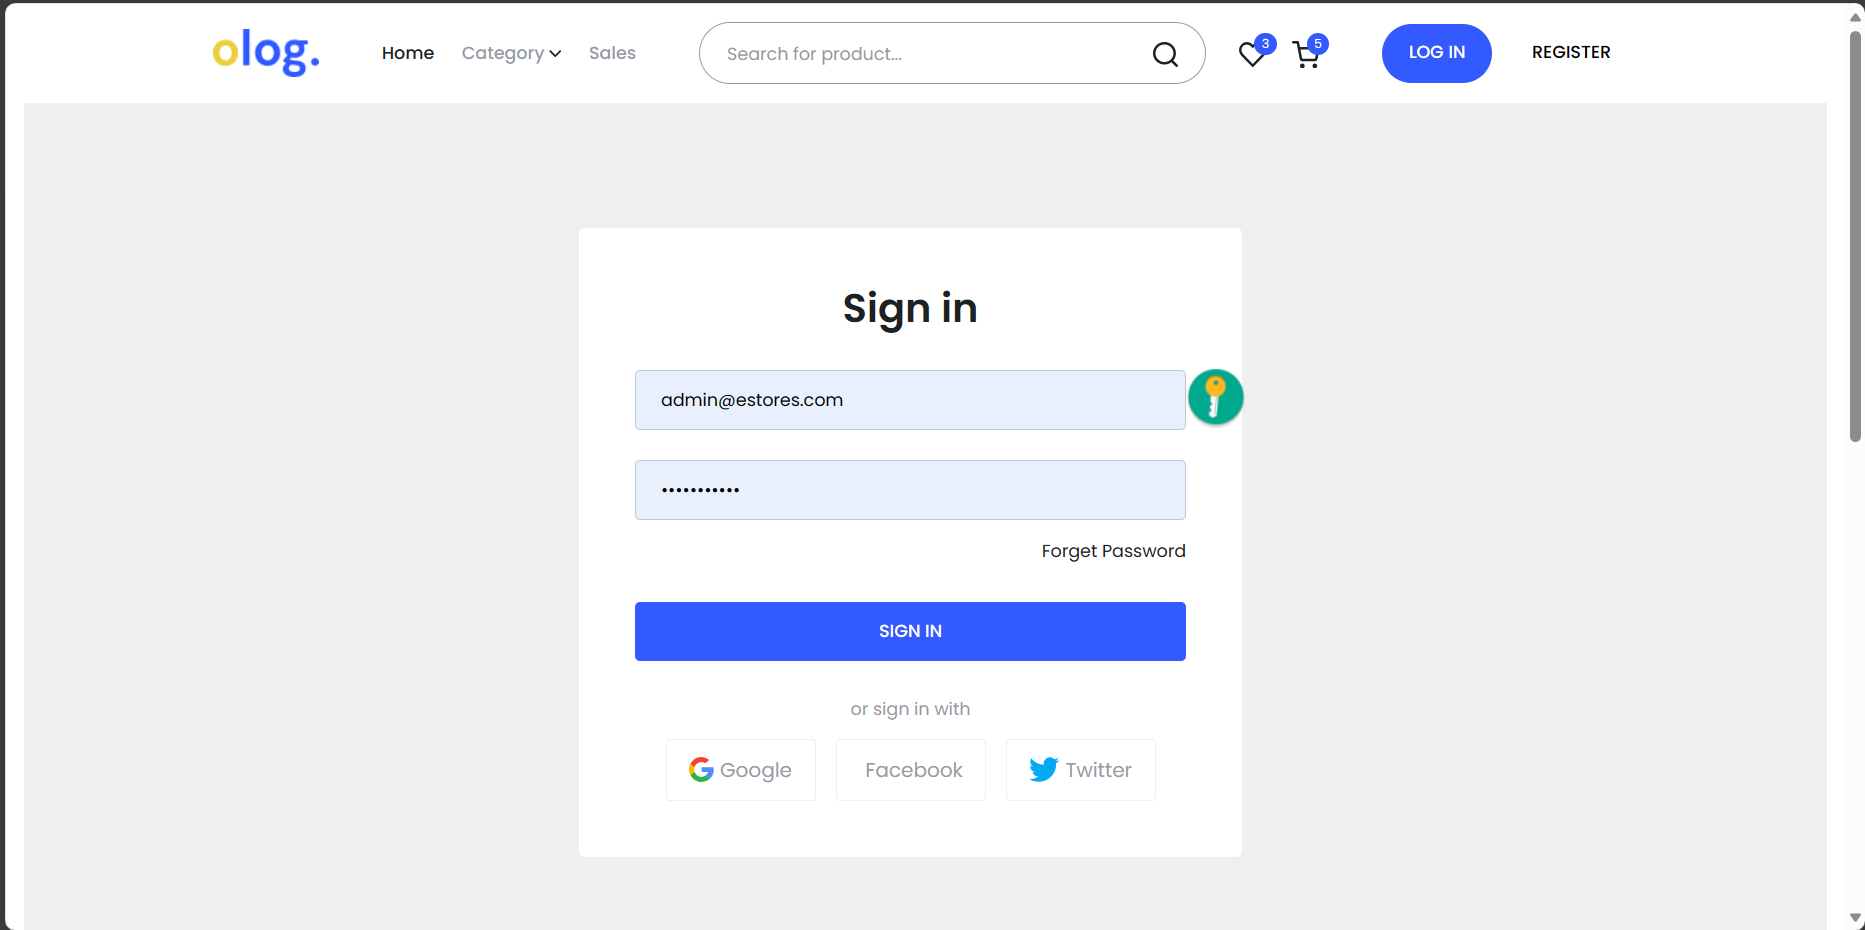 olog.
Home Category Sales
Search for product...
3
5
LOG IN
REGISTER
Sign in
admin@estores.com
•••••••••••
Forget Password
SIGN IN
or sign in with
Google
Facebook
Twitter